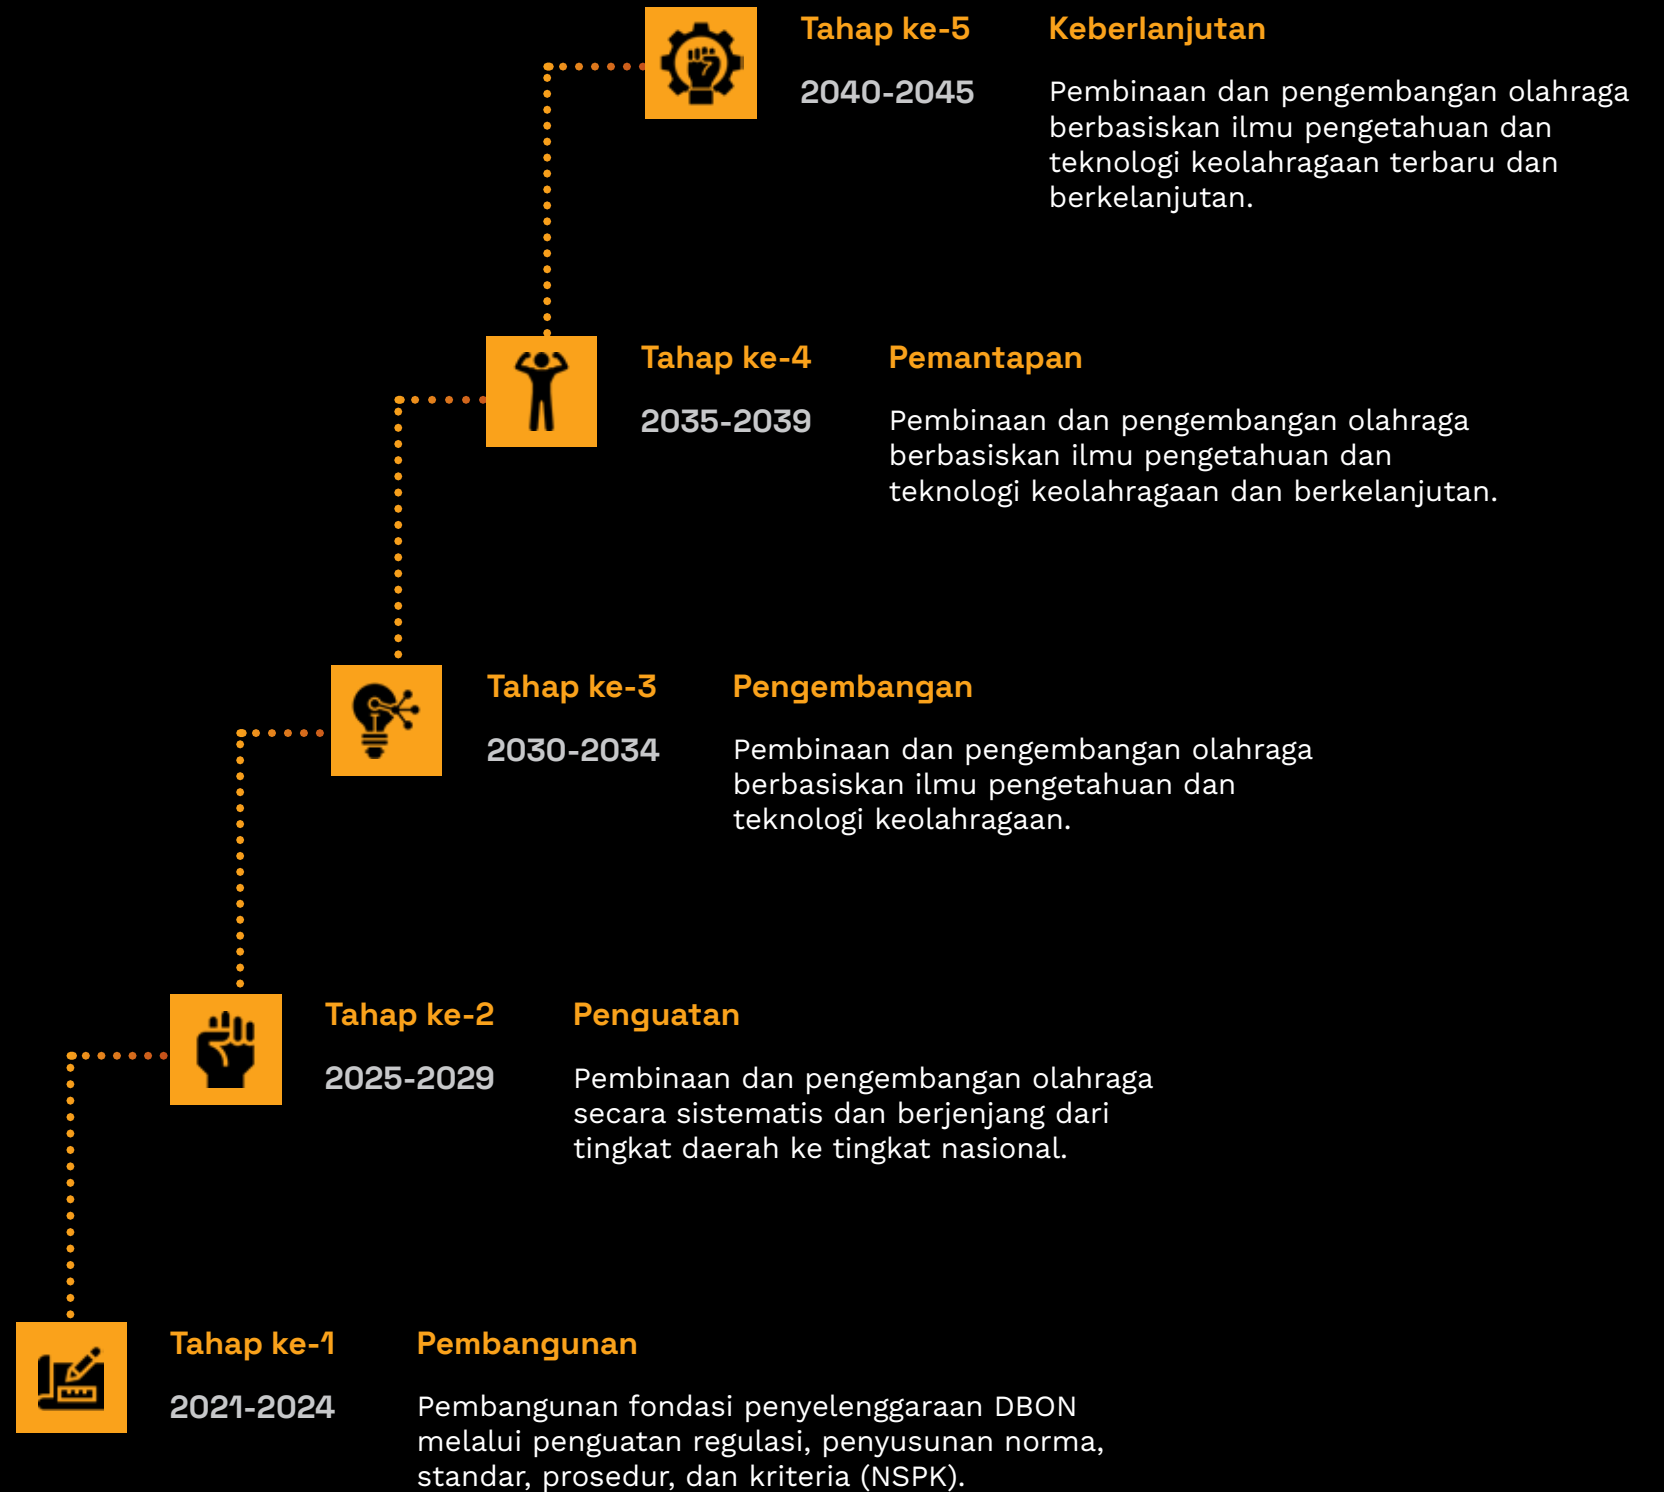 Tahap ke-5
Keberlanjutan
2040-2045
Pembinaan dan pengembangan olahraga
berbasiskan ilmu pengetahuan dan
teknologi keolahragaan terbaru dan
berkelanjutan.
Tahap ke-4
Pemantapan
2035-2039
Pembinaan dan pengembangan olahraga
berbasiskan ilmu pengetahuan dan
teknologi keolahragaan dan berkelanjutan.
Tahap ke-3
Pengembangan
2030-2034
Pembinaan dan pengembangan olahraga
berbasiskan ilmu pengetahuan dan
teknologi keolahragaan.
Tahap ke-2
Penguatan
2025-2029
Pembinaan dan pengembangan olahraga
secara sistematis dan berjenjang dari
tingkat daerah ke tingkat nasional.
Tahap ke-1
Pembangunan
2021-2024
Pembangunan fondasi penyelenggaraan DBON
melalui penguatan regulasi, penyusunan norma,
standar, prosedur, dan kriteria (NSPK).